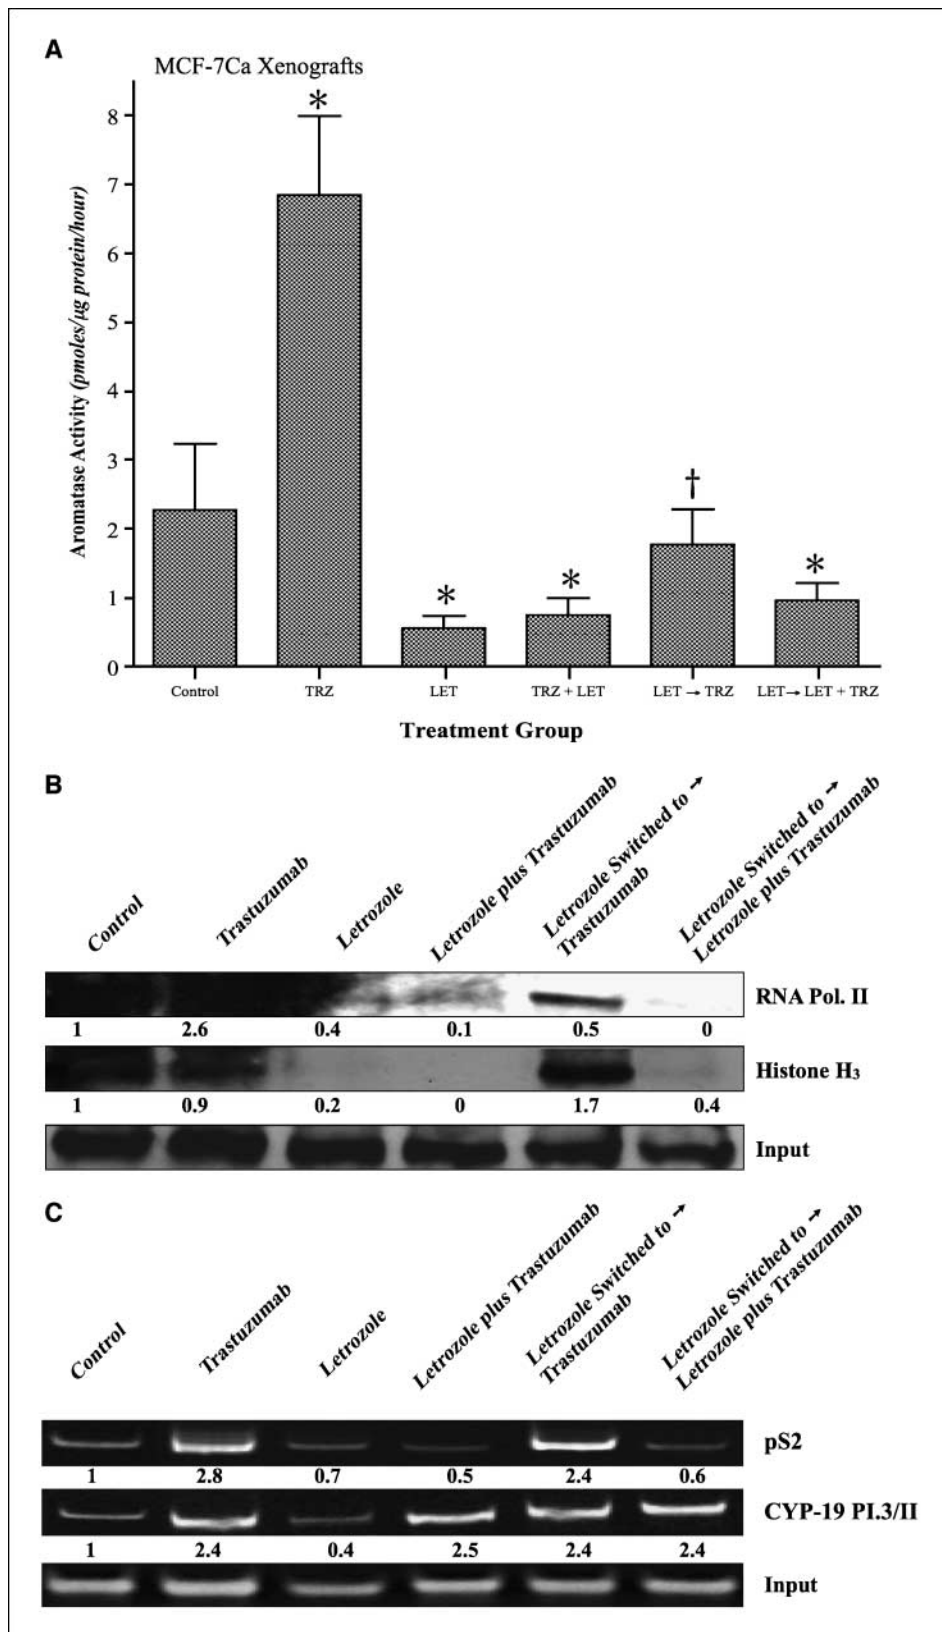 A
MCF-7Ca Xenografts
Aromatase Activity (pmoles/µg protein/hour)
8
7
6
5
4
3
2
1
0
*
*
*
†
*
Control TRZ LET TRZ + LET LET → TRZ LET→ LET + TRZ
Treatment Group
B
Control
Trastuzumab
Letrozole
Letrozole plus Trastuzumab
Letrozole Switched to →
Trastuzumab
Letrozole Switched to →
Letrozole plus Trastuzumab
RNA Pol. II
1 2.6 0.4 0.1 0.5 0
Histone H₃
1 0.9 0.2 0 1.7 0.4
Input
C
Control
Trastuzumab
Letrozole
Letrozole plus Trastuzumab
Letrozole Switched to →
Trastuzumab
Letrozole Switched to →
Letrozole plus Trastuzumab
pS2
1 2.8 0.7 0.5 2.4 0.6
CYP-19 PI.3/II
1 2.4 0.4 2.5 2.4 2.4
Input